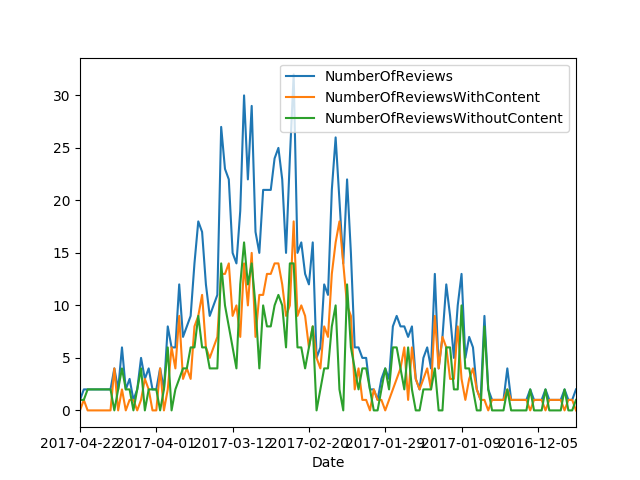 NumberOfReviews
NumberOfReviewsWithContent
NumberOfReviewsWithoutContent
30
25
20
15
10
5
0
2017-04-22 2017-04-01 2017-03-12 2017-02-20 2017-01-29 2017-01-09 2016-12-05
Date